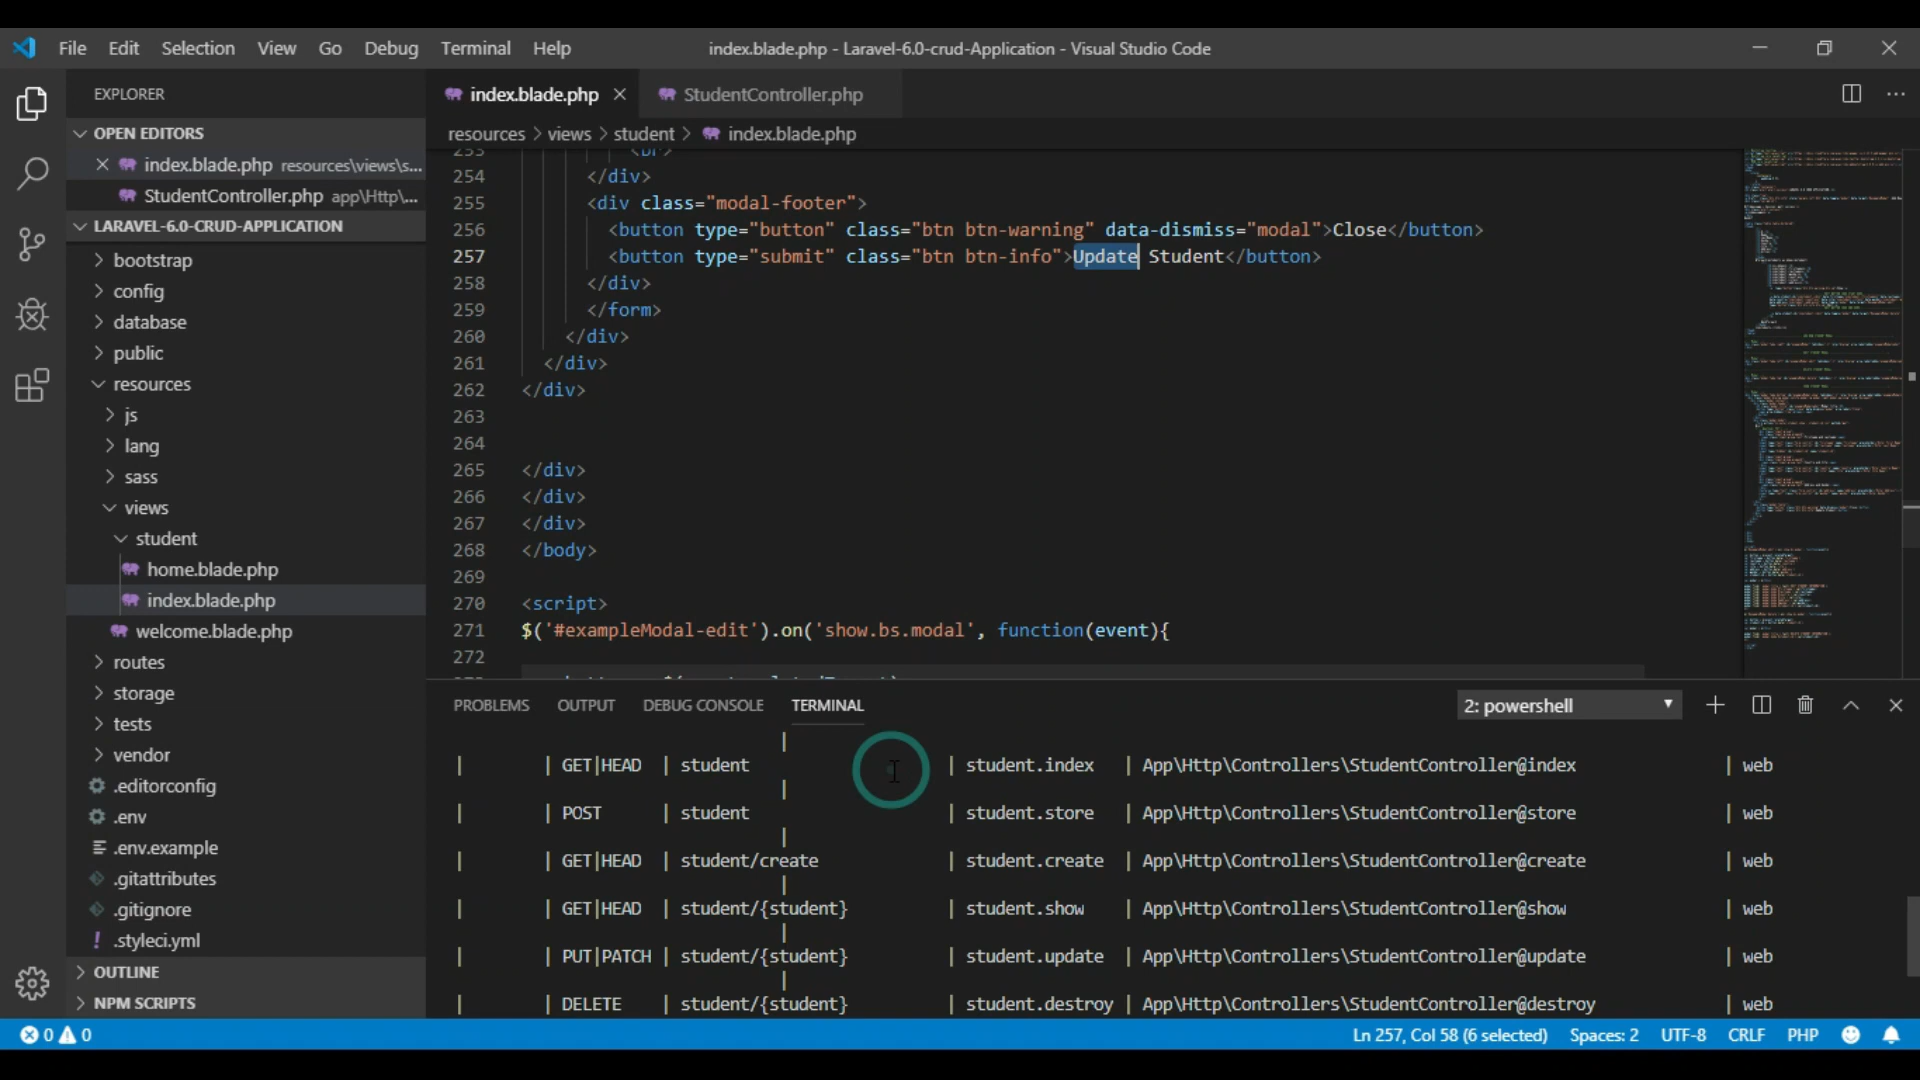 File Edit Selection View Go Debug Terminal Help
index.blade.php - Laravel-6.0-crud-Application - Visual Studio Code
EXPLORER
OPEN EDITORS
index.blade.php resources\views\s...
StudentController.php app\Http\...
LARAVEL-6.0-CRUD-APPLICATION
bootstrap
config
database
public
resources
js
lang
sass
views
student
home.blade.php
index.blade.php
welcome.blade.php
routes
storage
tests
vendor
.editorconfig
.env
.env.example
.gitattributes
.gitignore
.styleci.yml
OUTLINE
NPM SCRIPTS
index.blade.php
StudentController.php
resources > views > student > index.blade.php
253 <br>
254 </div>
255 <div class="modal-footer">
256 <button type="button" class="btn btn-warning" data-dismiss="modal">Close</button>
257 <button type="submit" class="btn btn-info">Update Student</button>
258 </div>
259 </form>
260 </div>
261 </div>
262 </div>
263
264
265 </div>
266 </div>
267 </div>
268 </body>
269
270 <script>
271 $('#exampleModal-edit').on('show.bs.modal', function(event){
272
PROBLEMS OUTPUT DEBUG CONSOLE TERMINAL
2: powershell
|
| | GET|HEAD | student | student.index | App\Http\Controllers\StudentController@index | web
|
| | POST | student | student.store | App\Http\Controllers\StudentController@store | web
|
| | GET|HEAD | student/create | student.create | App\Http\Controllers\StudentController@create | web
|
| | GET|HEAD | student/{student} | student.show | App\Http\Controllers\StudentController@show | web
|
| | PUT|PATCH | student/{student} | student.update | App\Http\Controllers\StudentController@update | web
|
| | DELETE | student/{student} | student.destroy | App\Http\Controllers\StudentController@destroy | web
0 0
Ln 257, Col 58 (6 selected) Spaces: 2 UTF-8 CRLF PHP